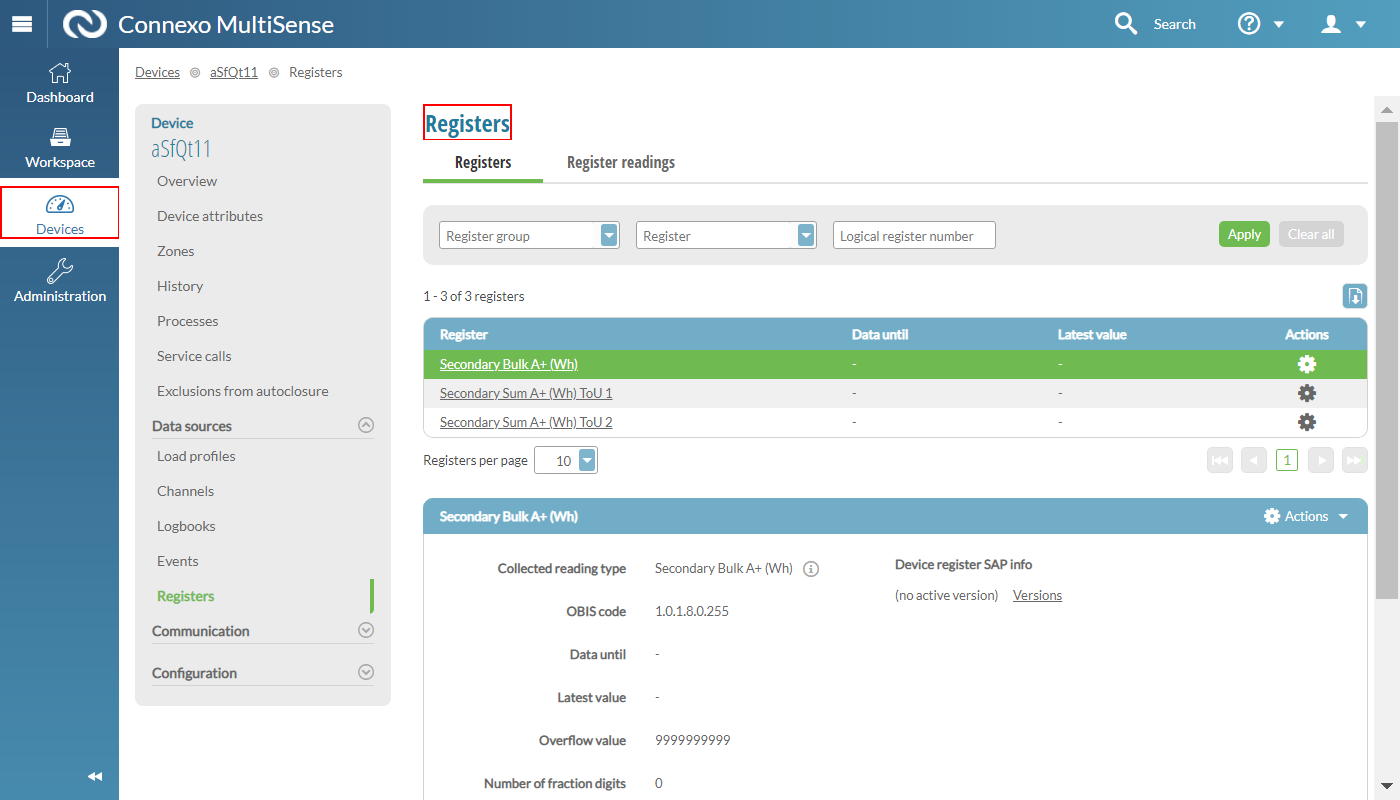 Connexo MultiSense
Search
Dashboard
Workspace
Devices
Administration
Devices aSfQt11 Registers
Device
aSfQt11
Overview
Device attributes
Zones
History
Processes
Service calls
Exclusions from autoclosure
Data sources
Load profiles
Channels
Logbooks
Events
Registers
Communication
Configuration
Registers
Registers Register readings
Register group Register Logical register number Apply Clear all
1 - 3 of 3 registers
Register Data until Latest value Actions
Secondary Bulk A+ (Wh) - -
Secondary Sum A+ (Wh) ToU 1 - -
Secondary Sum A+ (Wh) ToU 2 - -
Registers per page 10 1
Secondary Bulk A+ (Wh) Actions
Collected reading type Secondary Bulk A+ (Wh)
OBIS code 1.0.1.8.0.255
Data until -
Latest value -
Overflow value 9999999999
Number of fraction digits 0
Device register SAP info
(no active version) Versions